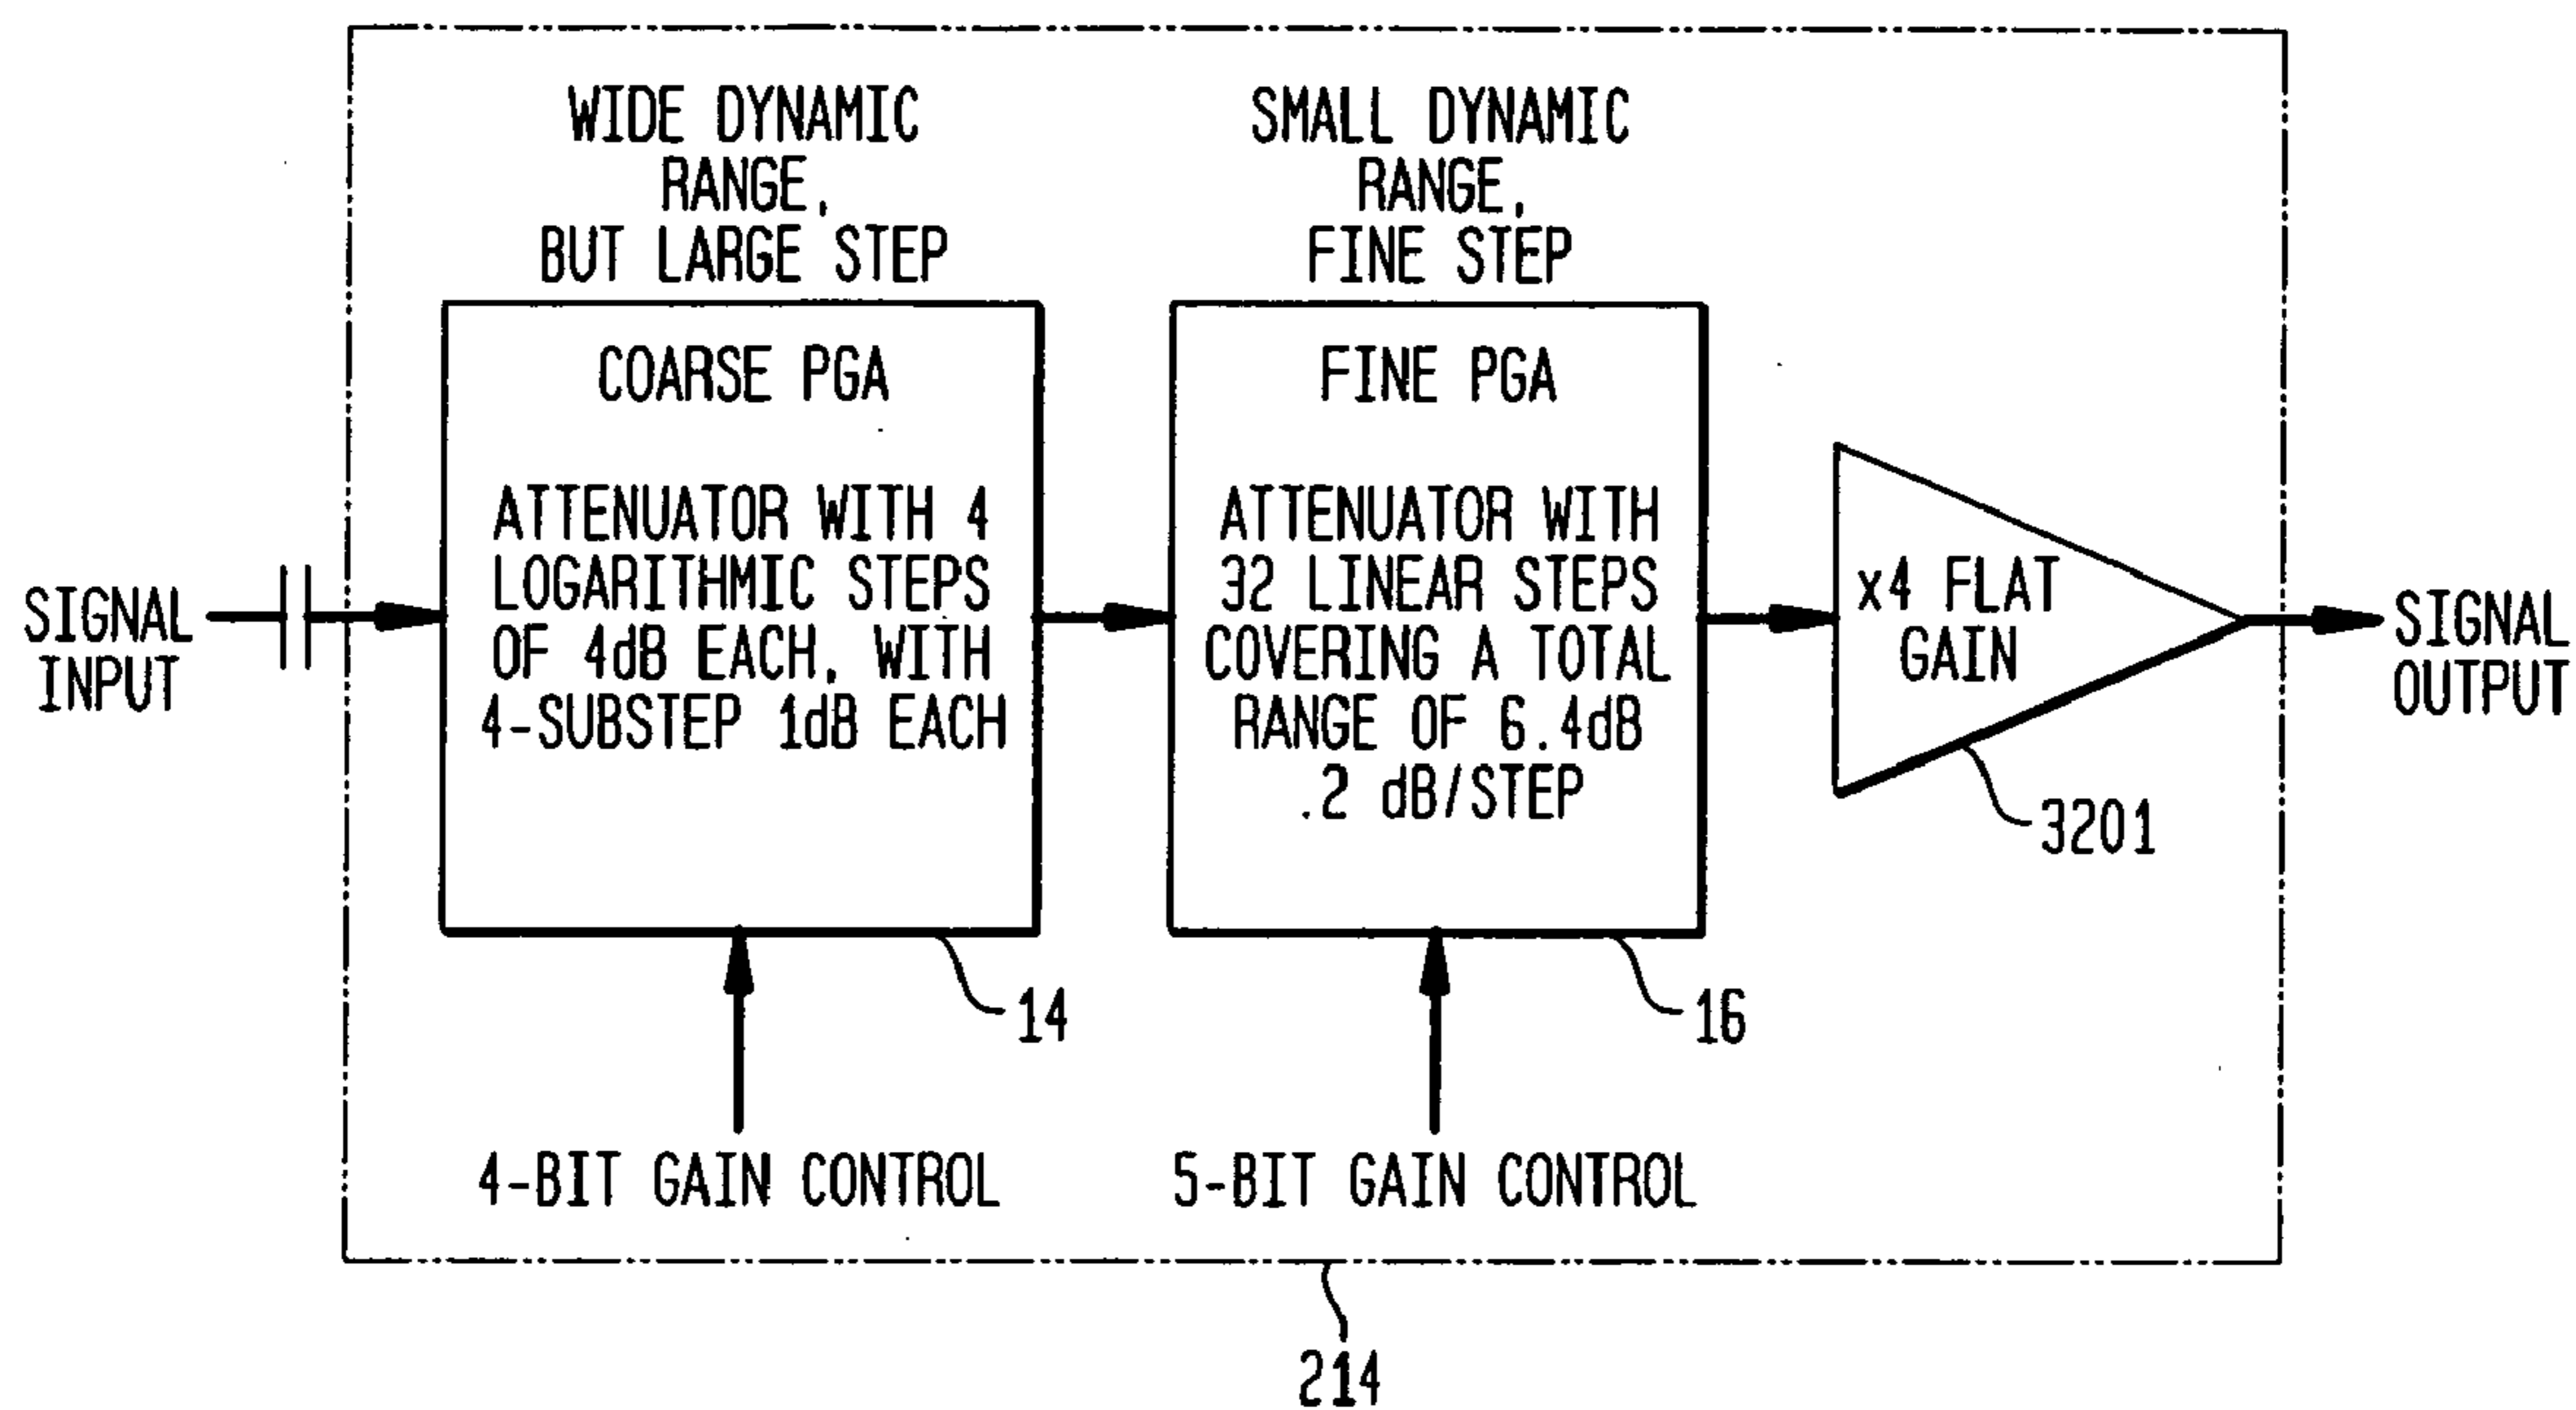 WIDE DYNAMIC
RANGE,
BUT LARGE STEP
SMALL DYNAMIC
RANGE,
FINE STEP
COARSE PGA
ATTENUATOR WITH 4
LOGARITHMIC STEPS
OF 4dB EACH, WITH
4-SUBSTEP 1dB EACH
FINE PGA
ATTENUATOR WITH
32 LINEAR STEPS
COVERING A TOTAL
RANGE OF 6.4dB
.2 dB/STEP
x4 FLAT
GAIN
SIGNAL
INPUT
SIGNAL
OUTPUT
3201
14
16
4-BIT GAIN CONTROL
5-BIT GAIN CONTROL
214